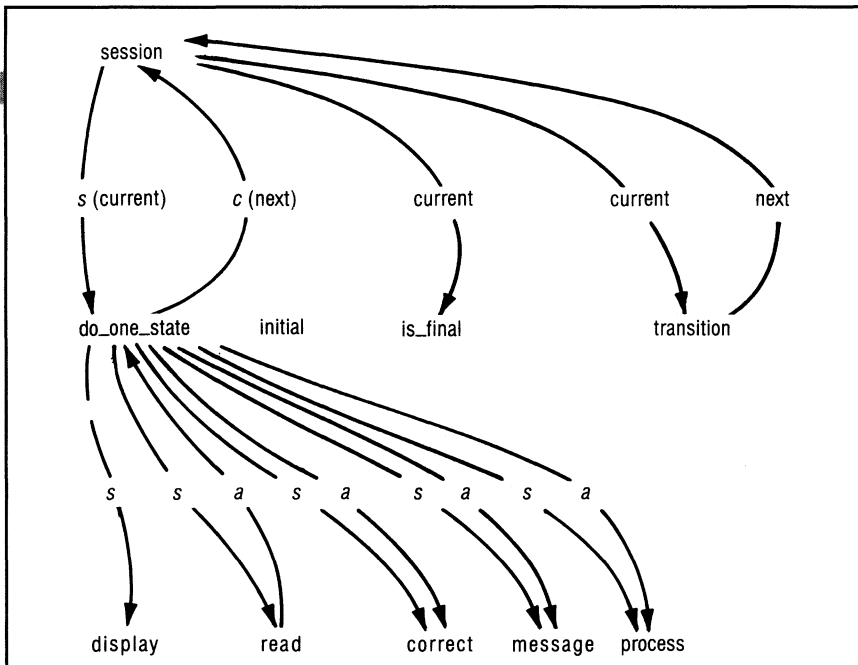 session
s (current) c (next) current current next
do_one_state initial is_final transition
s s a s a s a s a
display read correct message process